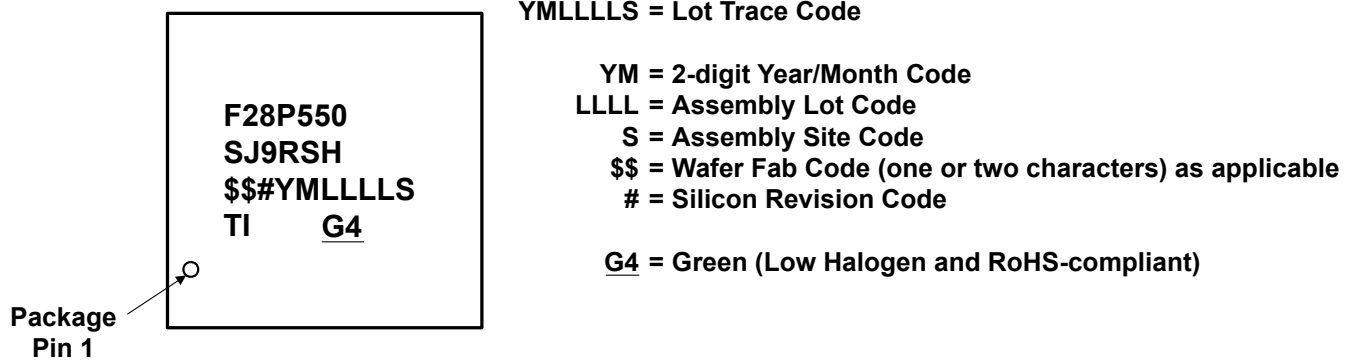 YMLLLLS = Lot Trace Code
YM = 2-digit Year/Month Code
LLLL = Assembly Lot Code
S = Assembly Site Code
$$ = Wafer Fab Code (one or two characters) as applicable
# = Silicon Revision Code
G4 = Green (Low Halogen and RoHS-compliant)
F28P550
SJ9RSH
$$#YMLLLLS
TI G4
Package
Pin 1